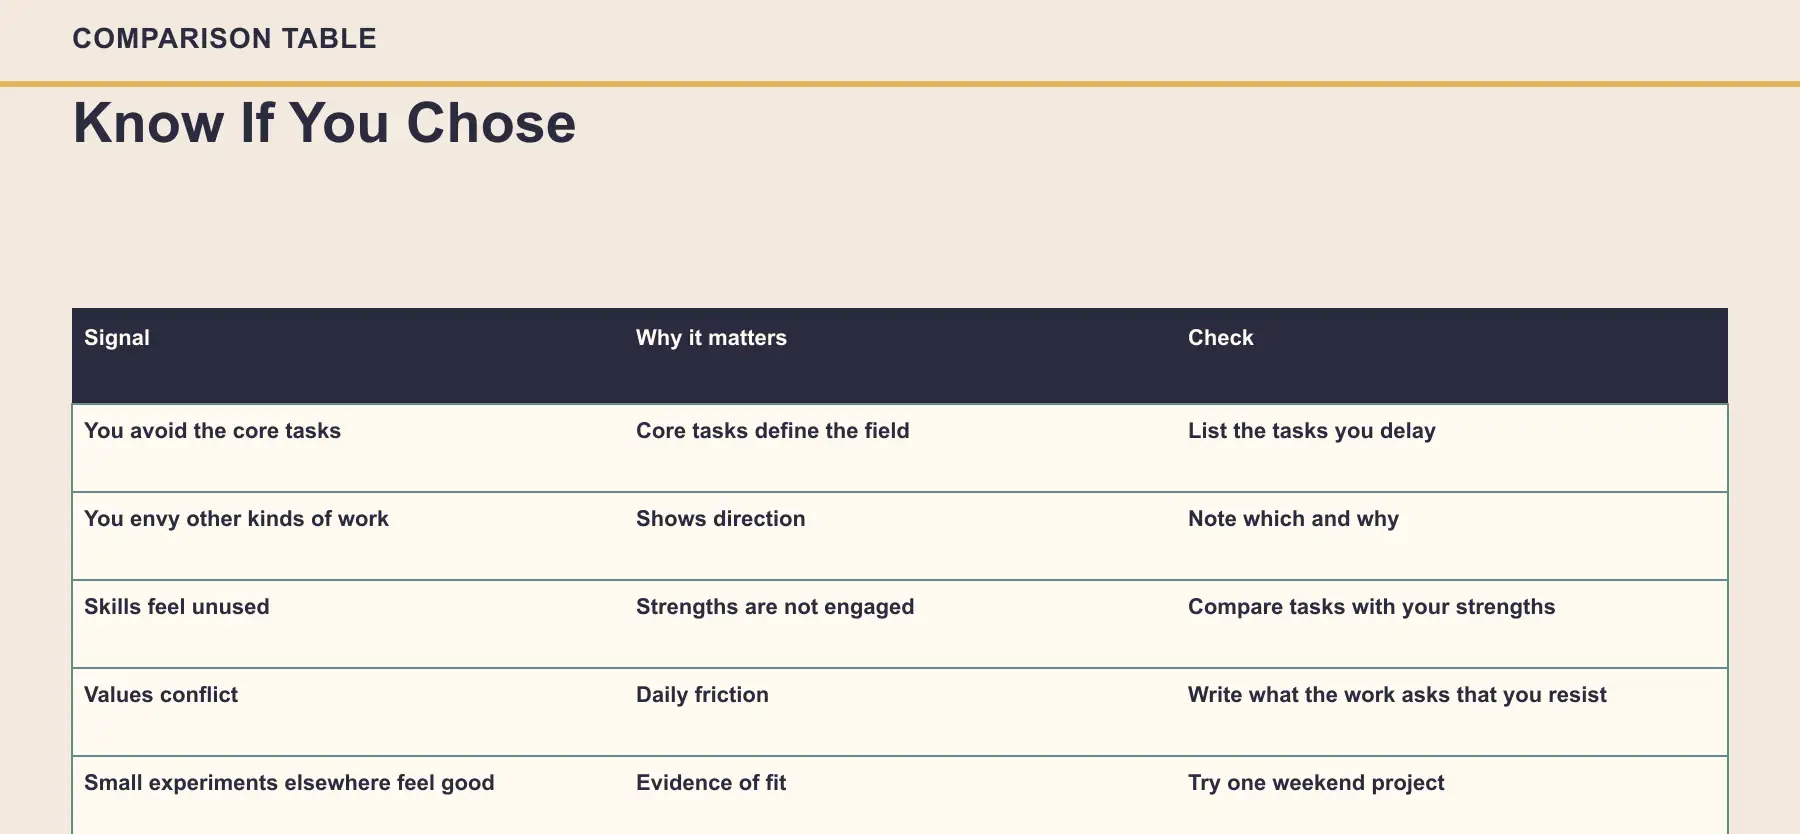 COMPARISON TABLE
Know If You Chose
Signal Why it matters Check
You avoid the core tasks Core tasks define the field List the tasks you delay
You envy other kinds of work Shows direction Note which and why
Skills feel unused Strengths are not engaged Compare tasks with your strengths
Values conflict Daily friction Write what the work asks that you resist
Small experiments elsewhere feel good Evidence of fit Try one weekend project